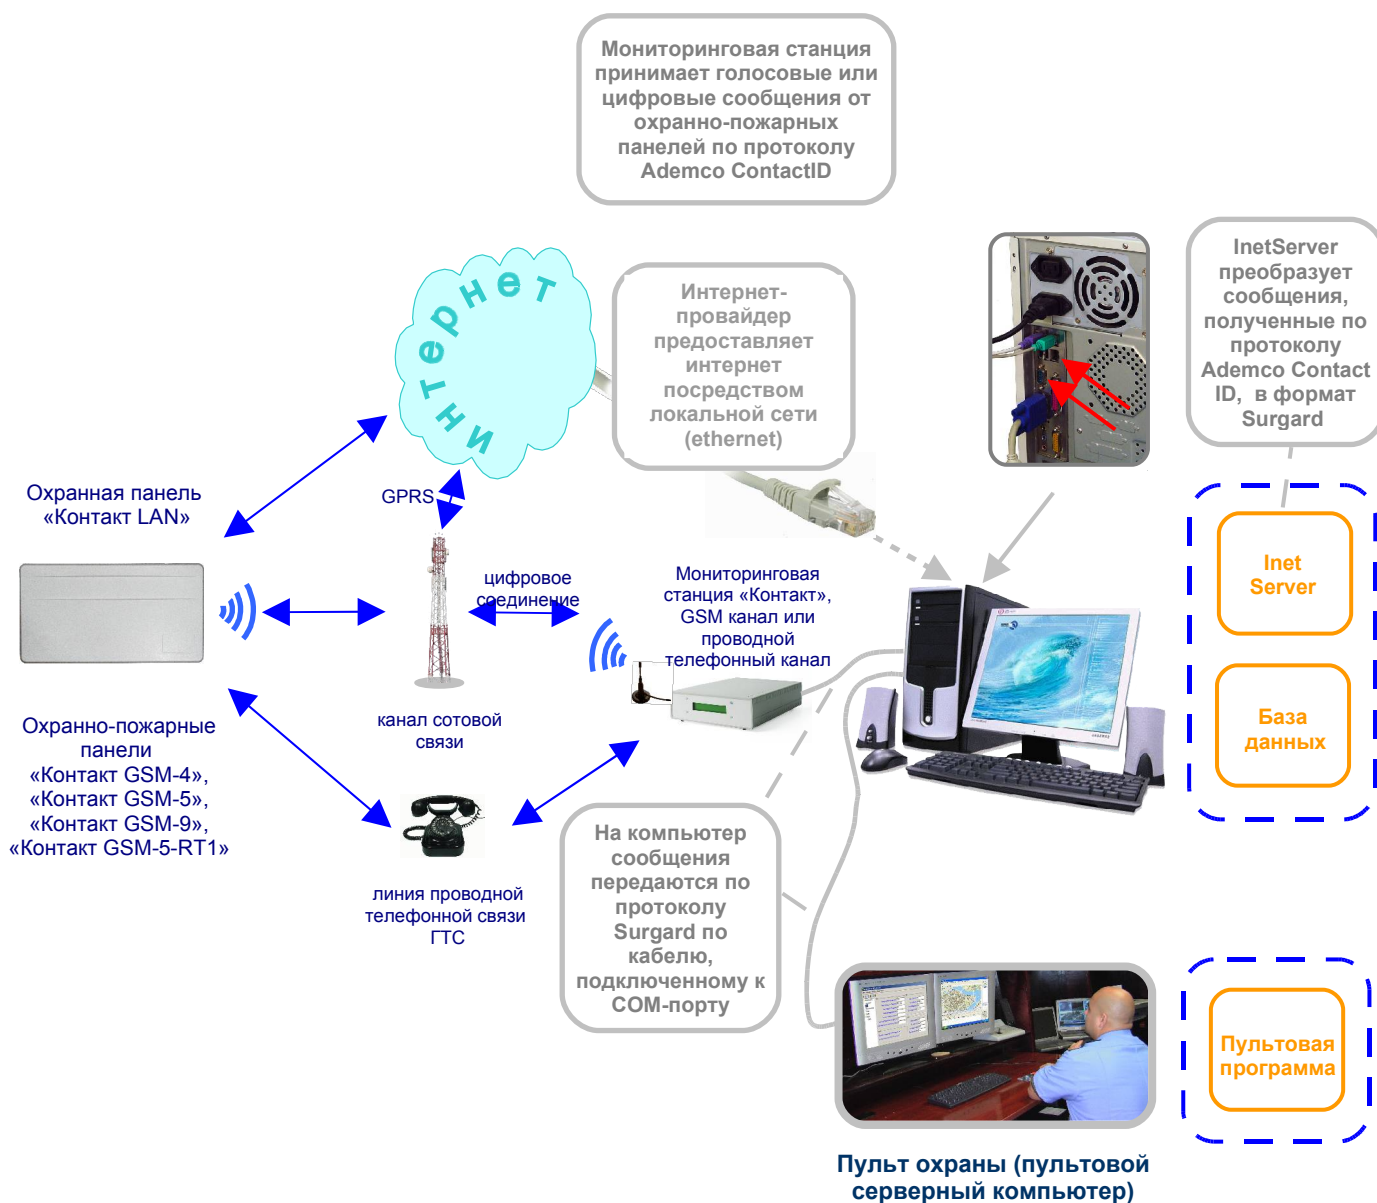 Мониторинговая станция
принимает голосовые или
цифровые сообщения от
охранно-пожарных
панелей по протоколу
Ademco ContactID
Интернет
Интернет-
провайдер
предоставляет
интернет
посредством
локальной сети
(ethernet)
InetServer
преобразует
сообщения,
полученные по
протоколу
Ademco Contact
ID, в формат
Surgard
Охранная панель
«Контакт LAN»
GPRS
цифровое
соединение
Мониторинговая
станция «Контакт»,
GSM канал или
проводной
телефонный канал
Inet
Server
База
данных
канал сотовой
связи
Охранно-пожарные
панели
«Контакт GSM-4»,
«Контакт GSM-5»,
«Контакт GSM-9»,
«Контакт GSM-5-RT1»
линия проводной
телефонной связи
ГТС
На компьютер
сообщения
передаются по
протоколу
Surgard по
кабелю,
подключенному к
COM-порту
Пультовая
программа
Пульт охраны (пультовой
серверный компьютер)